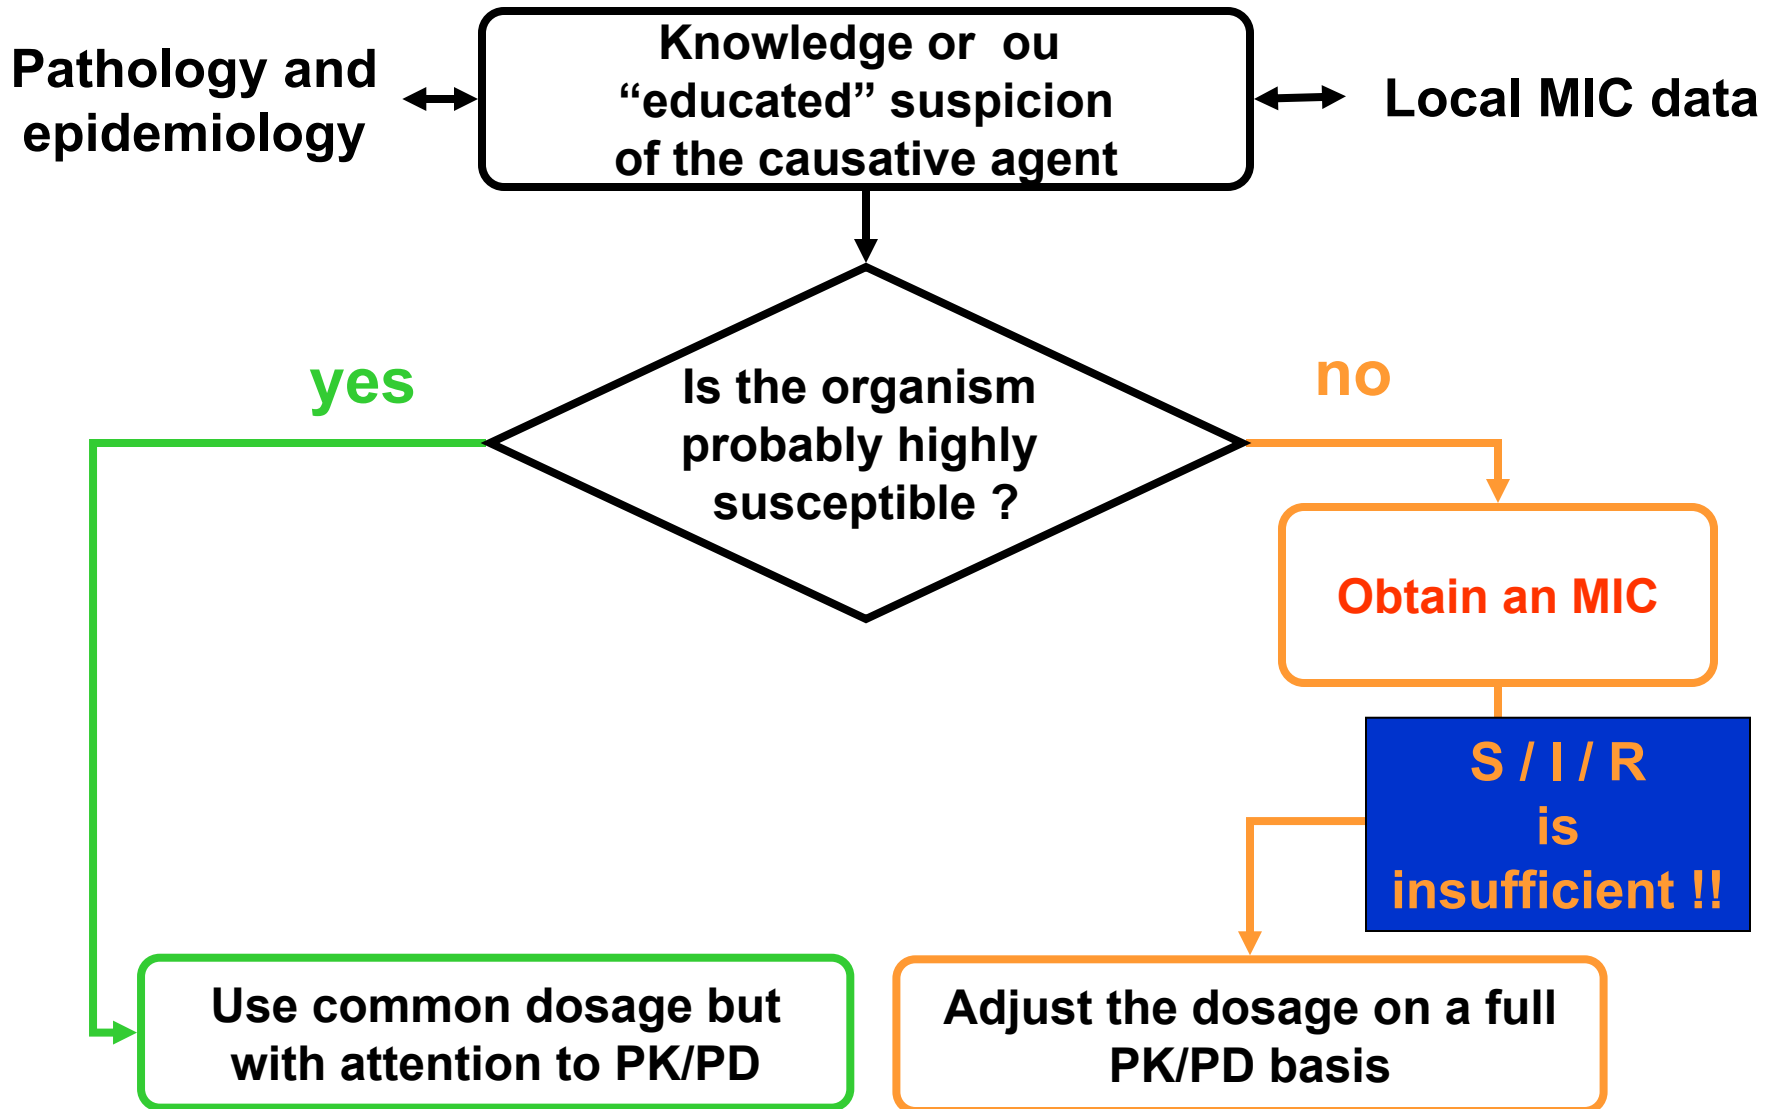 Pathology and
epidemiology
Knowledge or ou
“educated” suspicion
of the causative agent
Local MIC data
yes
Is the organism
probably highly
susceptible ?
no
Obtain an MIC
S / I / R
is
insufficient !!
Use common dosage but
with attention to PK/PD
Adjust the dosage on a full
PK/PD basis